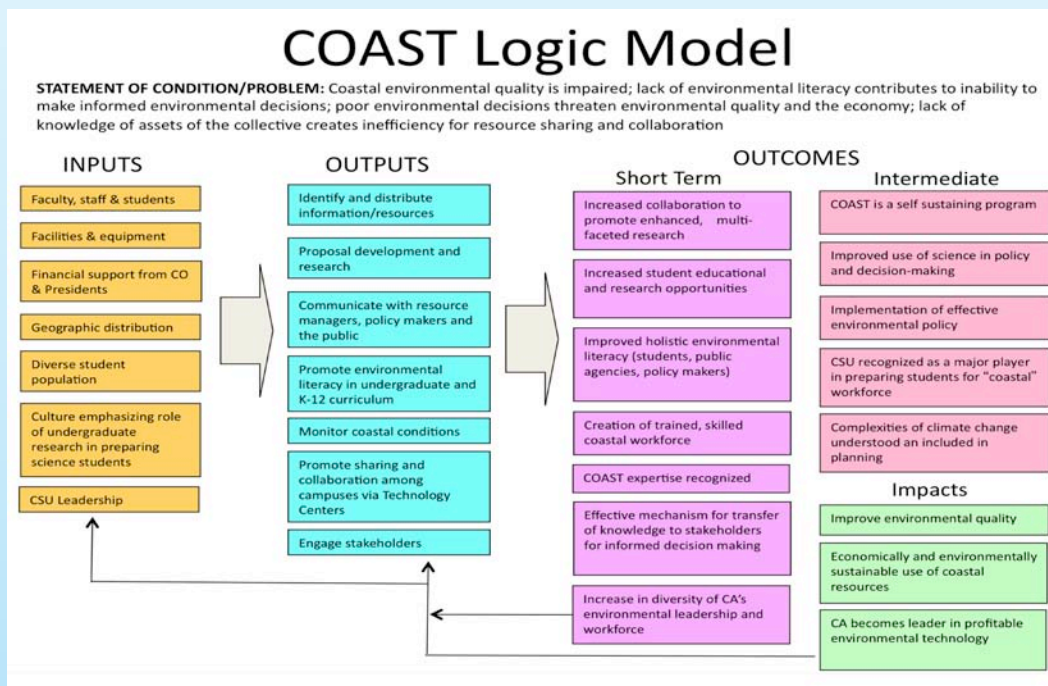 COAST Logic Model
STATEMENT OF CONDITION/PROBLEM: Coastal environmental quality is impaired; lack of environmental literacy contributes to inability to
make informed environmental decisions; poor environmental decisions threaten environmental quality and the economy; lack of
knowledge of assets of the collective creates inefficiency for resource sharing and collaboration
INPUTS
Faculty, staff & students
Facilities & equipment
Financial support from CO
& Presidents
Geographic distribution
Diverse student
population
Culture emphasizing role
of undergraduate
research in preparing
science students
CSU Leadership
OUTPUTS
Identify and distribute
information/resources
Proposal development and
research
Communicate with resource
managers, policy makers and
the public
Promote environmental
literacy in undergraduate and
K-12 curriculum
Monitor coastal conditions
Promote sharing and
collaboration among
campuses via Technology
Centers
Engage stakeholders
OUTCOMES
Short Term
Increased collaboration to
promote enhanced, multi-
faceted research
Increased student educational
and research opportunities
Improved holistic environmental
literacy (students, public
agencies, policy makers)
Creation of trained, skilled
coastal workforce
COAST expertise recognized
Effective mechanism for transfer
of knowledge to stakeholders
for informed decision making
Increase in diversity of CA's
environmental leadership and
workforce
Intermediate
COAST is a self sustaining program
Improved use of science in policy
and decision-making
Implementation of effective
environmental policy
CSU recognized as a major player
in preparing students for "coastal"
workforce
Complexities of climate change
understood an included in
planning
Impacts
Improve environmental quality
Economically and environmentally
sustainable use of coastal
resources
CA becomes leader in profitable
environmental technology